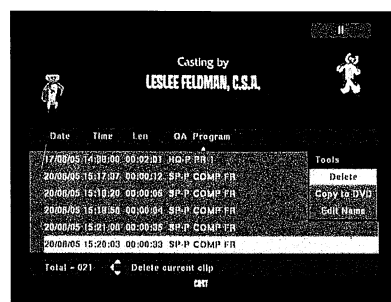 Casting by
LESLEE FELDMAN, C.S.A.
Date Time Len QA Program
17/08/05 14:00:00 00:02:01 HQ-P PR 1
20/08/05 15:17:07 00:00:12 SP-P COMP FR
20/08/05 15:18:20 00:00:06 SP-P COMP FR
20/08/05 15:18:50 00:00:04 SP-P COMP FR
20/08/05 15:21:00 00:00:35 SP-P COMP FR
20/08/05 15:20:03 00:00:33 SP-P COMP FR
Tools
Delete
Copy to DVD
Edit Name
Total - 021 Delete current clip